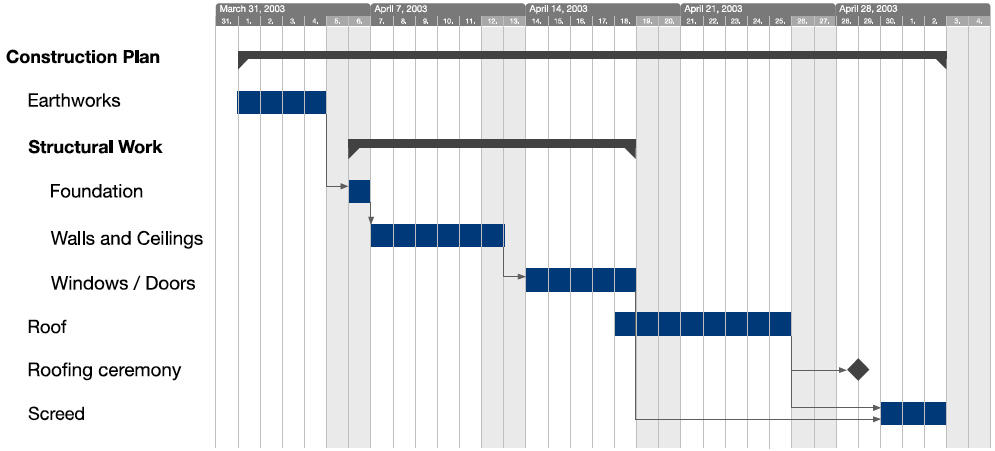 March 31, 2003 April 7, 2003 April 14, 2003 April 21, 2003 April 28, 2003
31. 1. 2. 3. 4. 5. 6. 7. 8. 9. 10. 11. 12. 13. 14. 15. 16. 17. 18. 19. 20. 21. 22. 23. 24. 25. 26. 27. 28. 29. 30. 1. 2. 3. 4.
Construction Plan
Earthworks
Structural Work
Foundation
Walls and Ceilings
Windows / Doors
Roof
Roofing ceremony
Screed